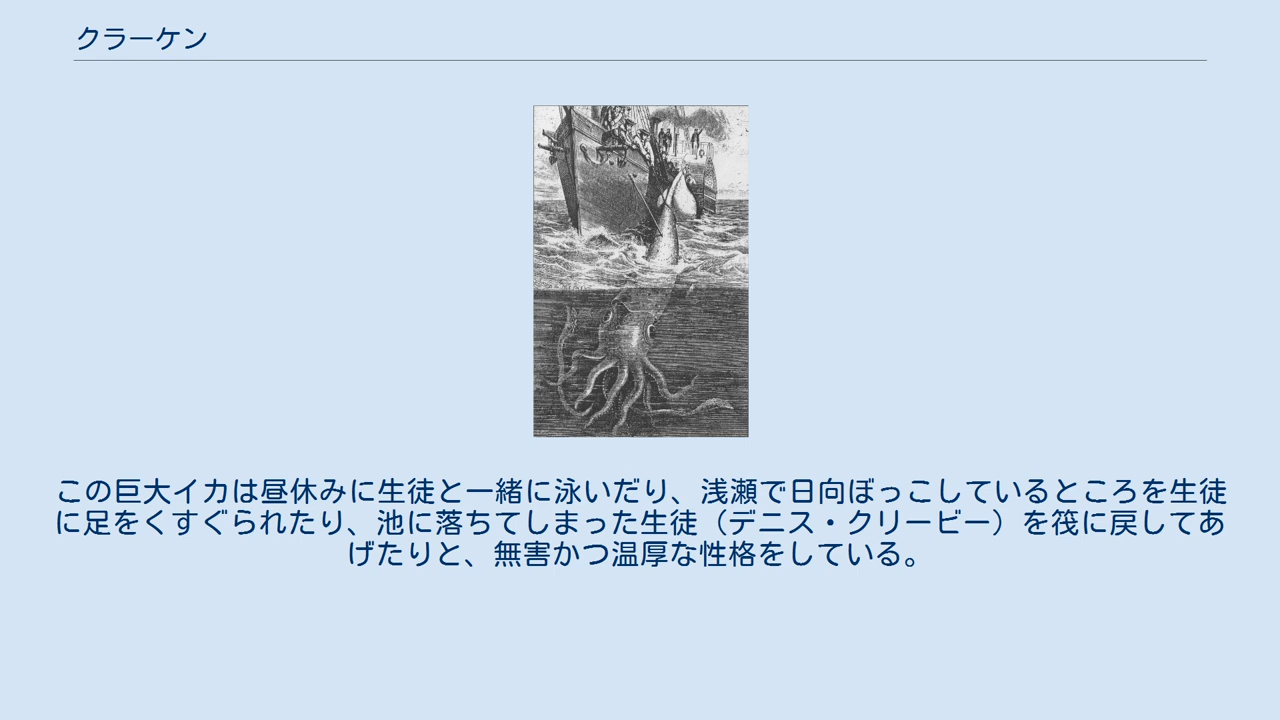 クラーケン
この巨大イカは昼休みに生徒と一緒に泳いだり、浅瀬で日向ぼっこしているところを生徒
に足をくすぐられたり、池に落ちてしまった生徒（デニス・クリービー）を筏に戻してあ
げたりと、無害かつ温厚な性格をしている。